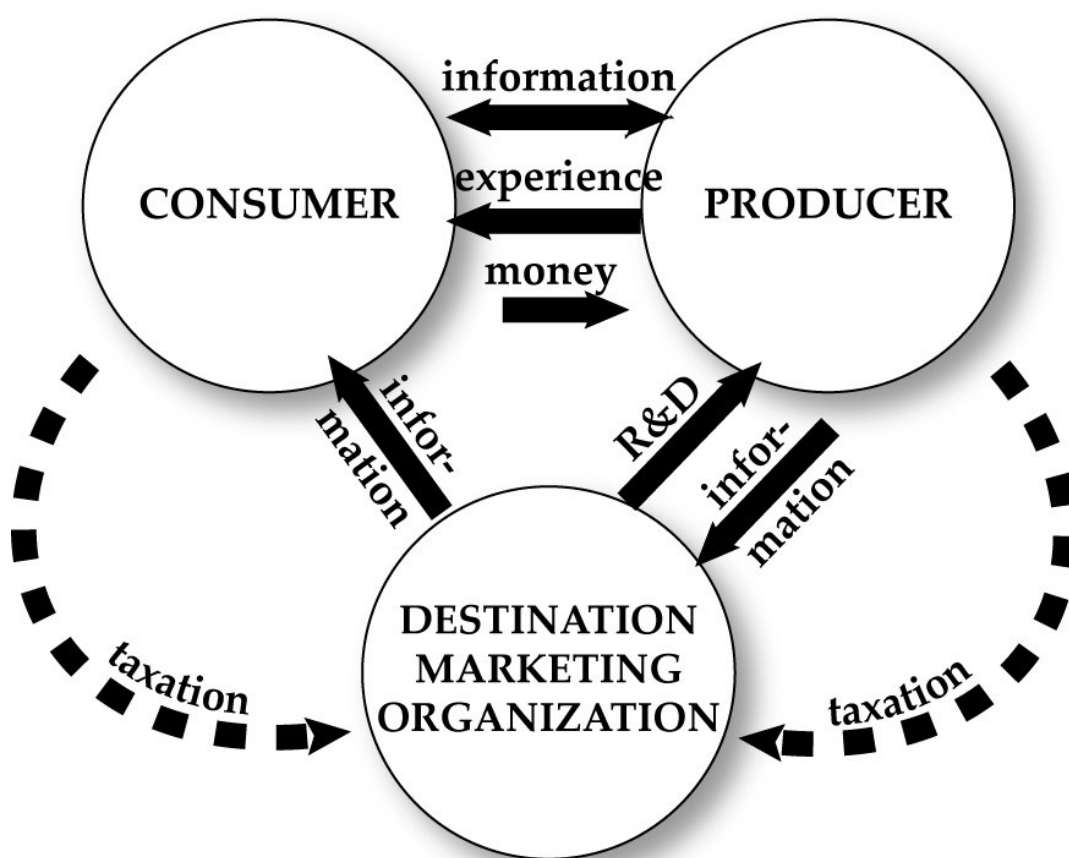 information
CONSUMER
experience
PRODUCER
money
infor-
mation
R&D
infor-
mation
DESTINATION
MARKETING
ORGANIZATION
taxation
taxation